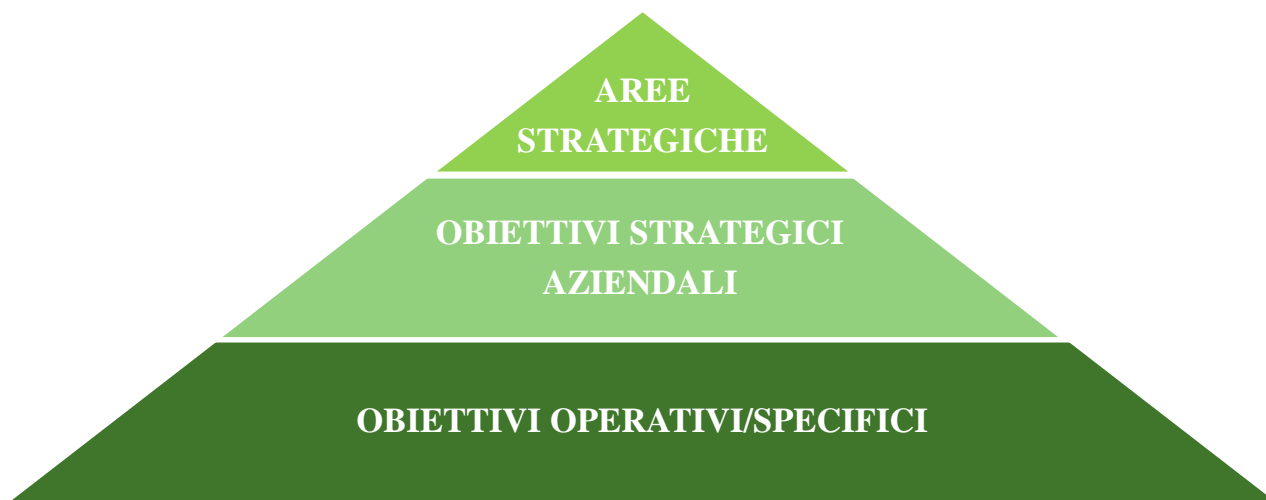 AREE
STRATEGICHE
OBIETTIVI STRATEGICI
AZIENDALI
OBIETTIVI OPERATIVI/SPECIFICI